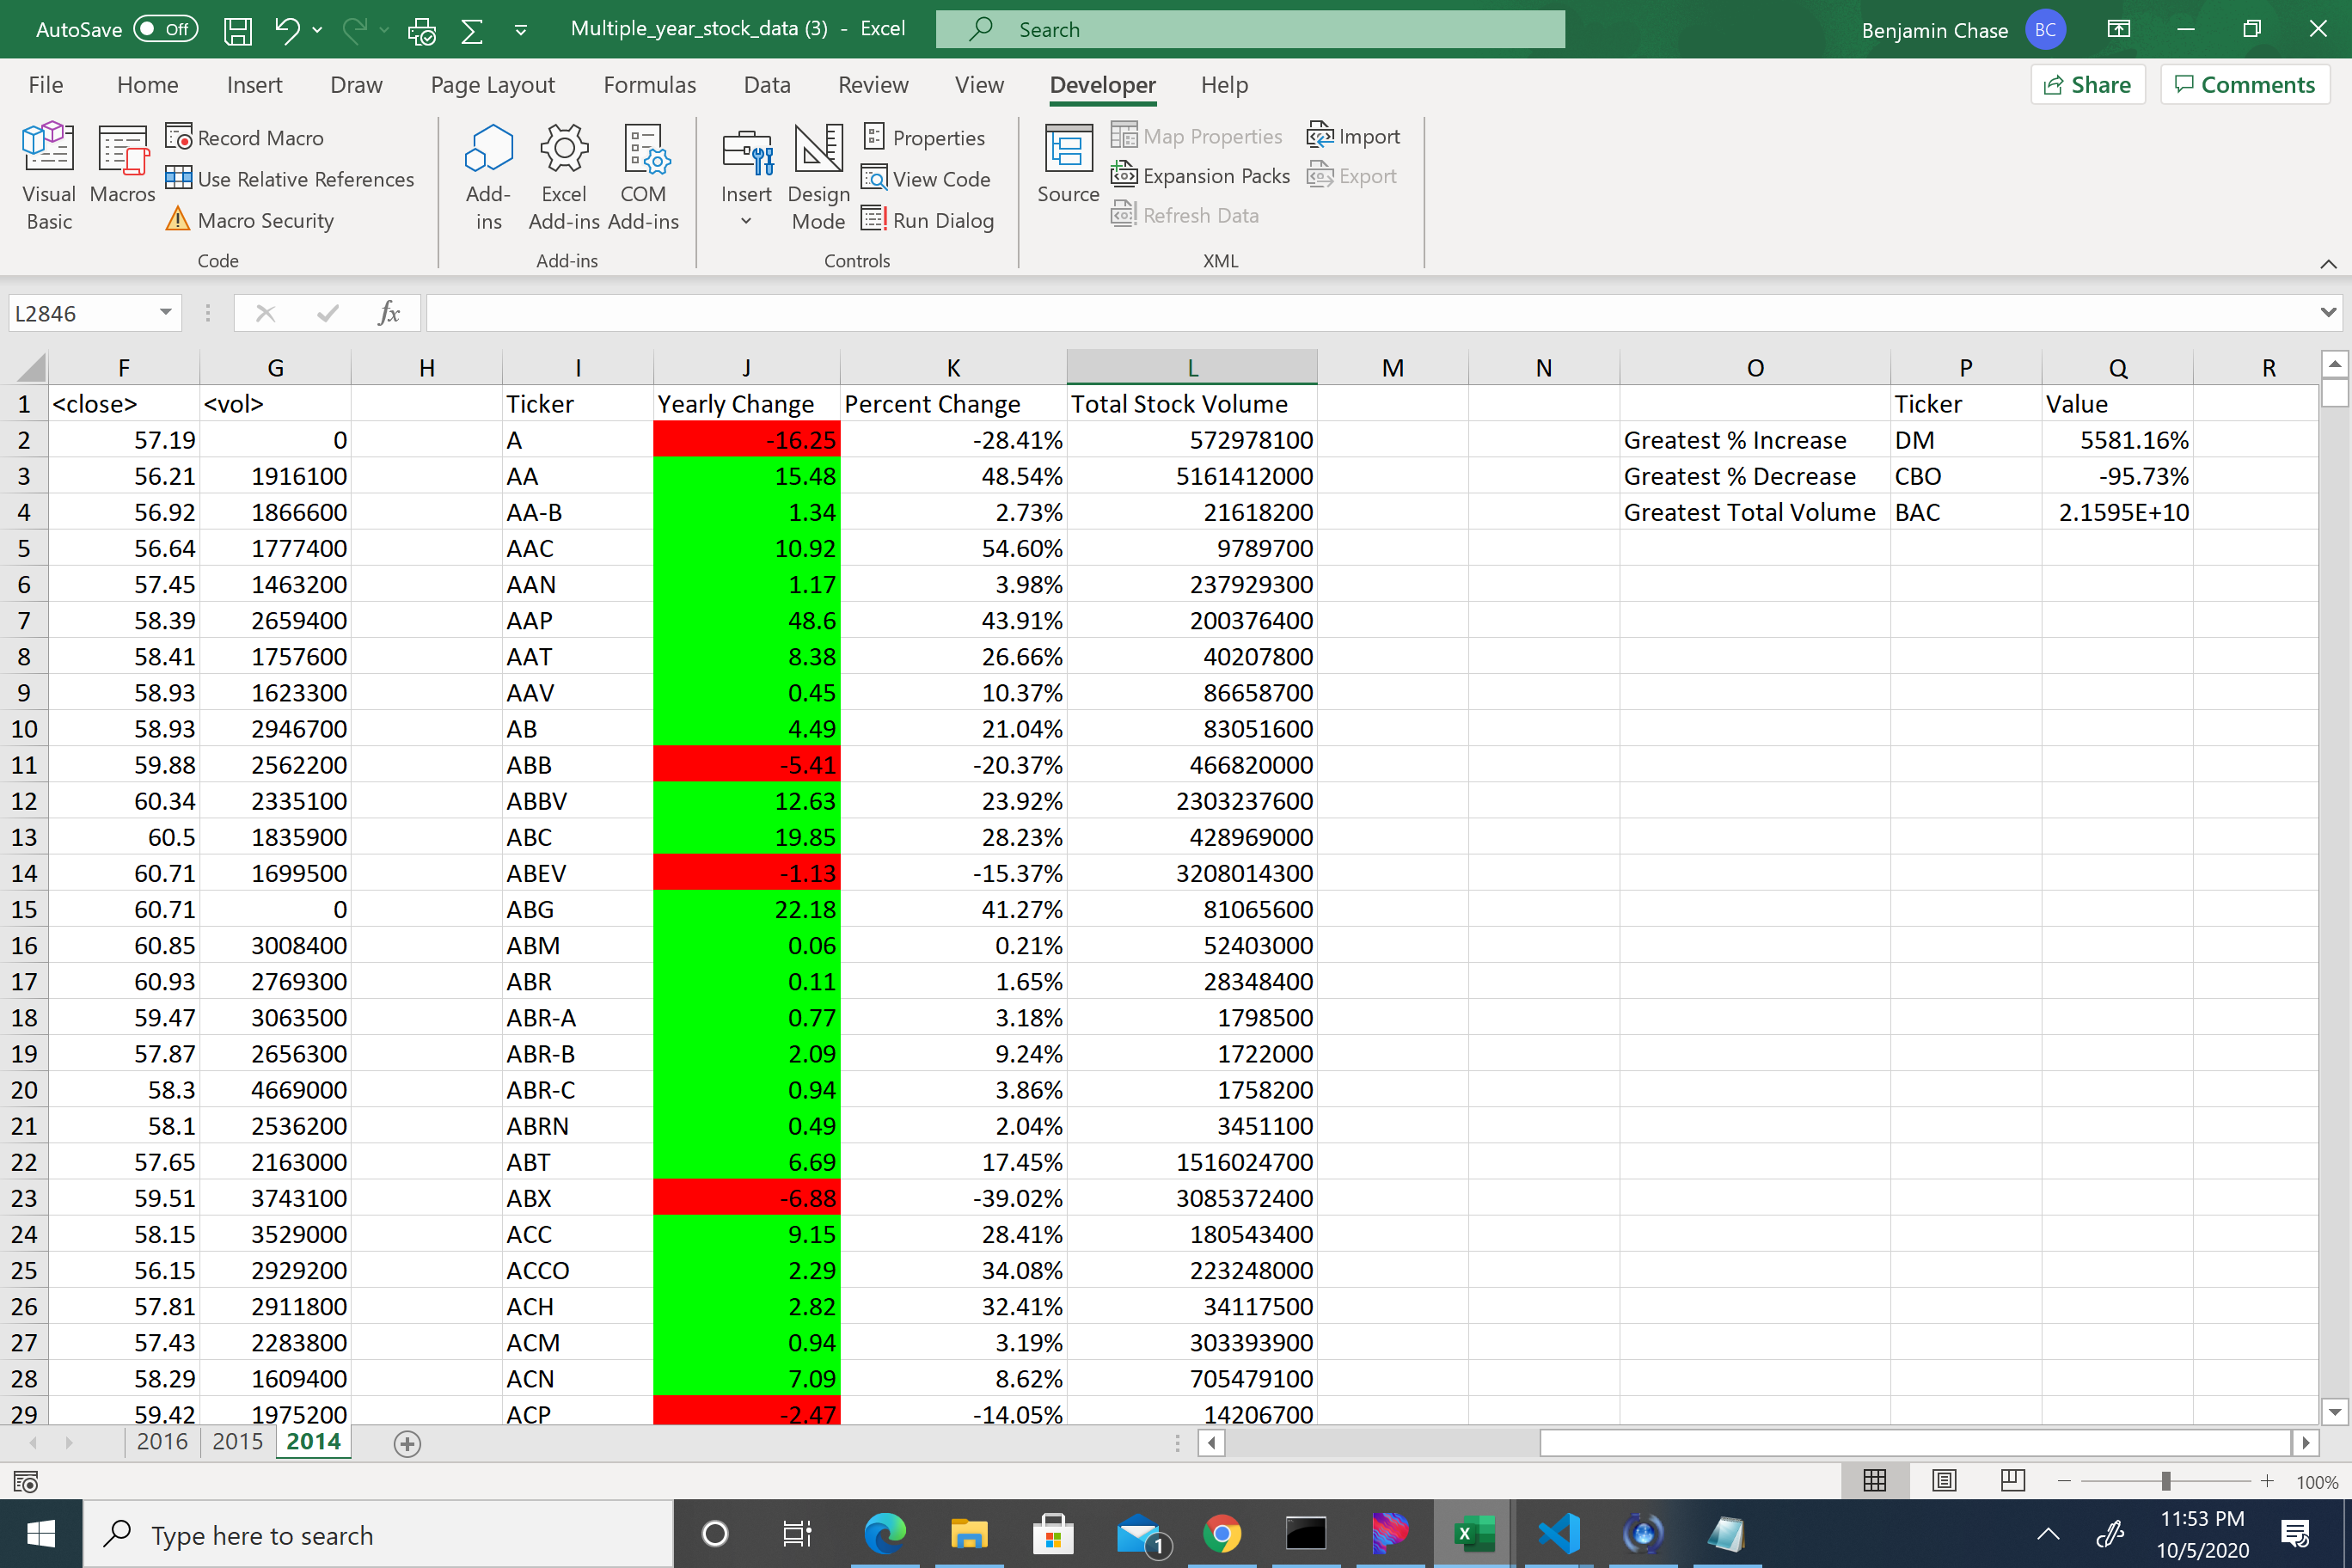 AutoSave Off Multiple_year_stock_data (3) - Excel Search Benjamin Chase BC
File Home Insert Draw Page Layout Formulas Data Review View Developer Help Share Comments
Visual Basic Macros Record Macro Use Relative References Macro Security
Add-ins Excel Add-ins COM Add-ins
Insert Design Mode Properties View Code Run Dialog
Source Map Properties Expansion Packs Refresh Data Import Export
Code Add-ins Controls XML
L2846 fx
F G H I J K L M N O P Q R
1 <close> <vol> Ticker Yearly Change Percent Change Total Stock Volume Ticker Value
2 57.19 0 A -16.25 -28.41% 572978100 Greatest % Increase DM 5581.16%
3 56.21 1916100 AA 15.48 48.54% 5161412000 Greatest % Decrease CBO -95.73%
4 56.92 1866600 AA-B 1.34 2.73% 21618200 Greatest Total Volume BAC 2.1595E+10
5 56.64 1777400 AAC 10.92 54.60% 9789700
6 57.45 1463200 AAN 1.17 3.98% 237929300
7 58.39 2659400 AAP 48.6 43.91% 200376400
8 58.41 1757600 AAT 8.38 26.66% 40207800
9 58.93 1623300 AAV 0.45 10.37% 86658700
10 58.93 2946700 AB 4.49 21.04% 83051600
11 59.88 2562200 ABB -5.41 -20.37% 466820000
12 60.34 2335100 ABBV 12.63 23.92% 2303237600
13 60.5 1835900 ABC 19.85 28.23% 428969000
14 60.71 1699500 ABEV -1.13 -15.37% 3208014300
15 60.71 0 ABG 22.18 41.27% 81065600
16 60.85 3008400 ABM 0.06 0.21% 52403000
17 60.93 2769300 ABR 0.11 1.65% 28348400
18 59.47 3063500 ABR-A 0.77 3.18% 1798500
19 57.87 2656300 ABR-B 2.09 9.24% 1722000
20 58.3 4669000 ABR-C 0.94 3.86% 1758200
21 58.1 2536200 ABRN 0.49 2.04% 3451100
22 57.65 2163000 ABT 6.69 17.45% 1516024700
23 59.51 3743100 ABX -6.88 -39.02% 3085372400
24 58.15 3529000 ACC 9.15 28.41% 180543400
25 56.15 2929200 ACCO 2.29 34.08% 223248000
26 57.81 2911800 ACH 2.82 32.41% 34117500
27 57.43 2283800 ACM 0.94 3.19% 303393900
28 58.29 1609400 ACN 7.09 8.62% 705479100
29 59.42 1975200 ACP -2.47 -14.05% 14206700
2016 2015 2014
100%
Type here to search 1 11:53 PM
10/5/2020